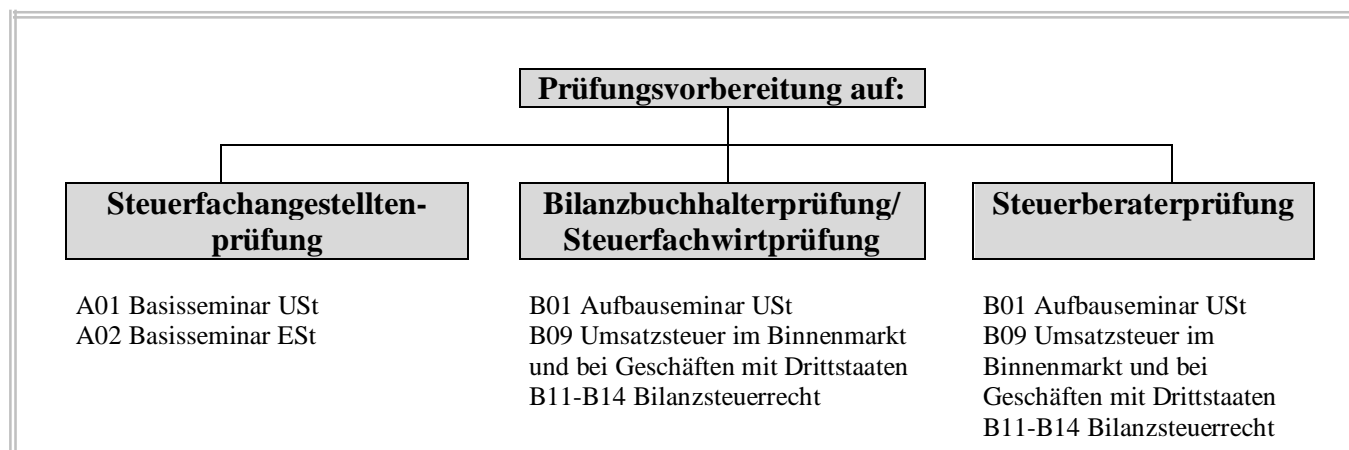 Prüfungsvorbereitung auf:
Steuerfachangestellten-
prüfung
A01 Basisseminar USt
A02 Basisseminar ESt
Bilanzbuchhalterprüfung/
Steuerfachwirtprüfung
B01 Aufbauseminar USt
B09 Umsatzsteuer im Binnenmarkt
und bei Geschäften mit Drittstaaten
B11-B14 Bilanzsteuerrecht
Steuerberaterprüfung
B01 Aufbauseminar USt
B09 Umsatzsteuer im
Binnenmarkt und bei
Geschäften mit Drittstaaten
B11-B14 Bilanzsteuerrecht